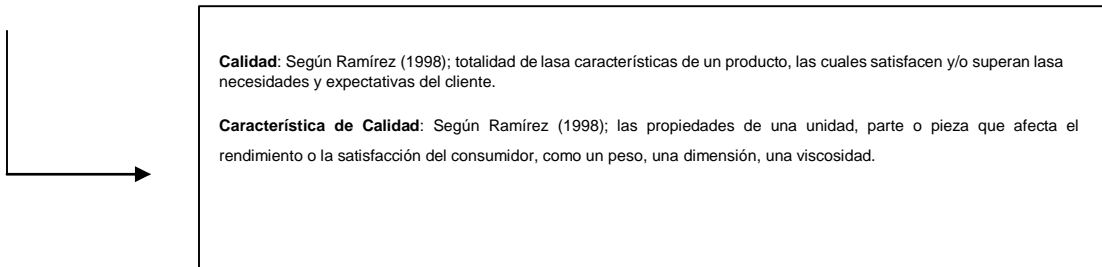 Calidad: Según Ramírez (1998); totalidad de lasa características de un producto, las cuales satisfacen y/o superan lasa
necesidades y expectativas del cliente.
Característica de Calidad: Según Ramírez (1998); las propiedades de una unidad, parte o pieza que afecta el
rendimiento o la satisfacción del consumidor, como un peso, una dimensión, una viscosidad.